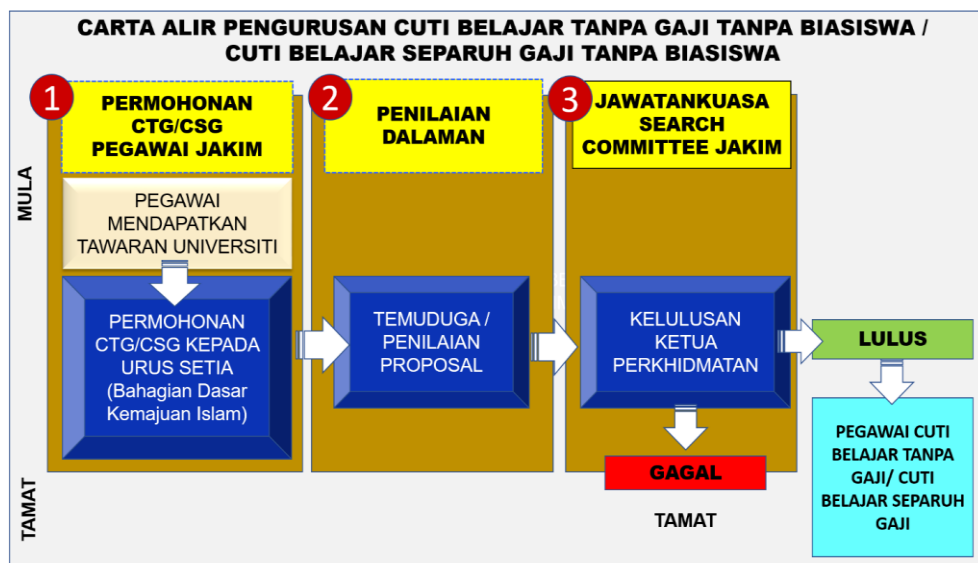 CARTA ALIR PENGURUSAN CUTI BELAJAR TANPA GAJI TANPA BIASISWA /
CUTI BELAJAR SEPARUH GAJI TANPA BIASISWA
MULA
1
PERMOHONAN
CTG/CSG
PEGAWAI JAKIM
PEGAWAI
MENDAPATKAN
TAWARAN UNIVERSITI
PERMOHONAN
CTG/CSG KEPADA
URUS SETIA
(Bahagian Dasar
Kemajuan Islam)
2
PENILAIAN
DALAMAN
TEMUDUGA /
PENILAIAN
PROPOSAL
3
JAWATANKUASA
SEARCH
COMMITTEE JAKIM
KELULUSAN
KETUA
PERKHIDMATAN
LULUS
PEGAWAI CUTI
BELAJAR TANPA
GAJI/ CUTI
BELAJAR SEPARUH
GAJI
GAGAL
TAMAT
TAMAT